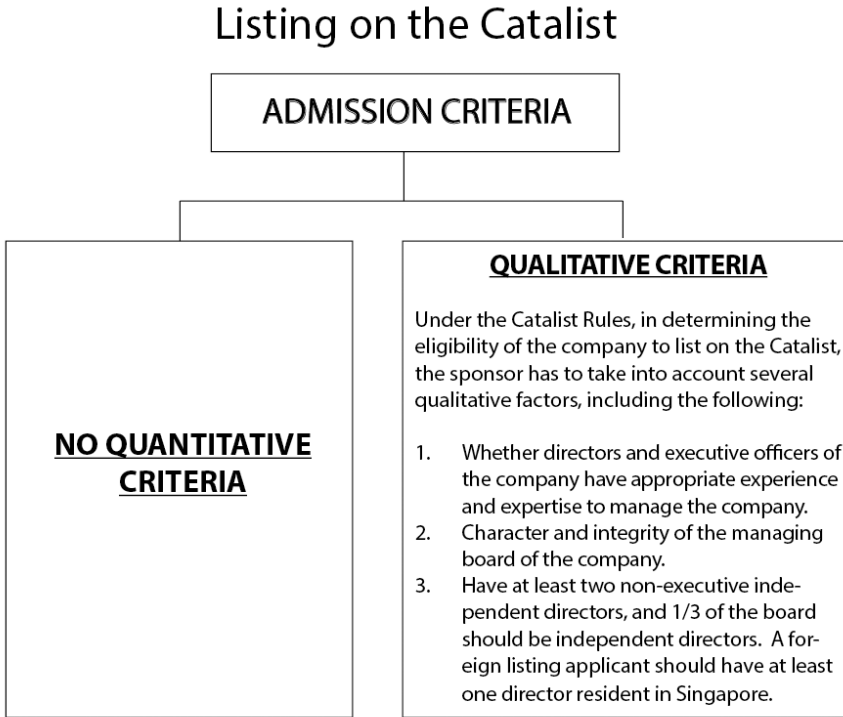 Listing on the Catalist
ADMISSION CRITERIA
NO QUANTITATIVE
CRITERIA
QUALITATIVE CRITERIA
Under the Catalist Rules, in determining the
eligibility of the company to list on the Catalist,
the sponsor has to take into account several
qualitative factors, including the following:
1. Whether directors and executive officers of
the company have appropriate experience
and expertise to manage the company.
2. Character and integrity of the managing
board of the company.
3. Have at least two non-executive inde-
pendent directors, and 1/3 of the board
should be independent directors. A for-
eign listing applicant should have at least
one director resident in Singapore.